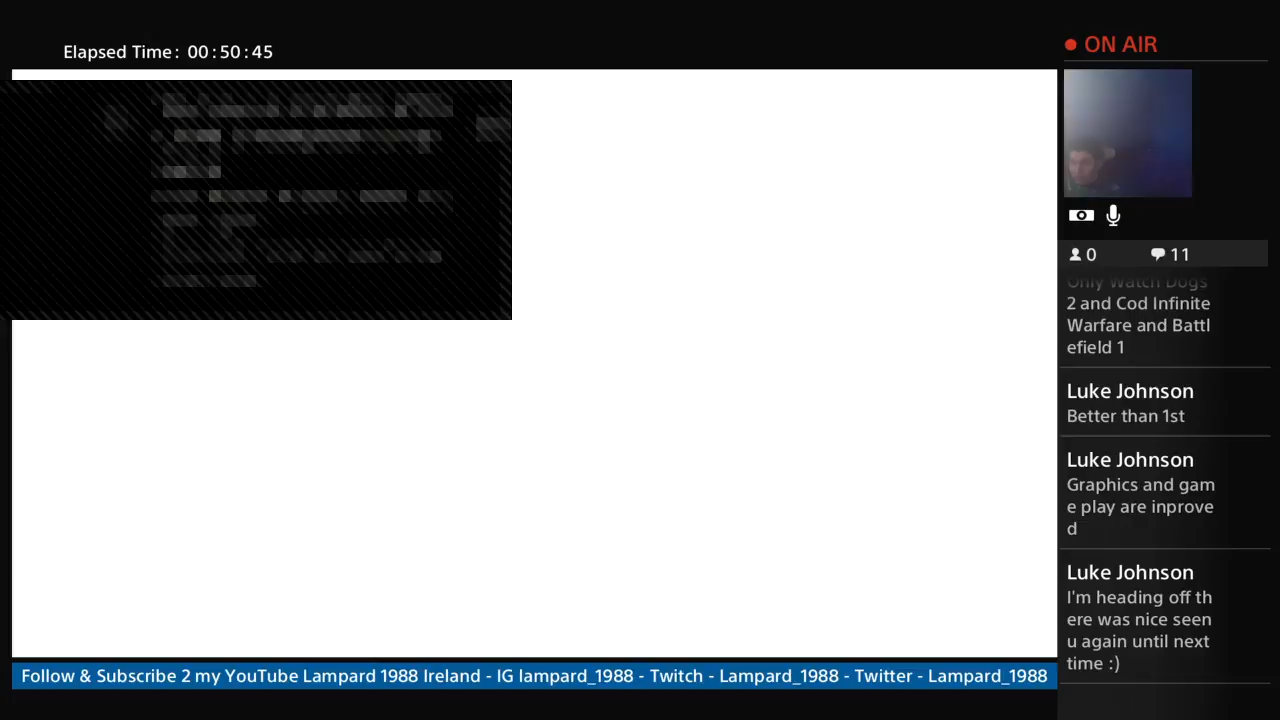 Elapsed Time: 00:50:45
ON AIR
0 11
Only Watch Dogs
2 and Cod Infinite
Warfare and Battl
efield 1
Luke Johnson
Better than 1st
Luke Johnson
Graphics and gam
e play are inprove
d
Luke Johnson
I'm heading off th
ere was nice seen
u again until next
time :)
Follow & Subscribe 2 my YouTube Lampard 1988 Ireland - IG lampard_1988 - Twitch - Lampard_1988 - Twitter - Lampard_1988